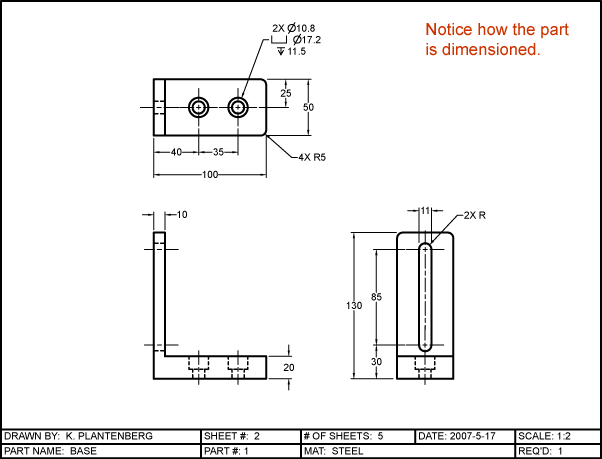 2X Ø10.8
⌴ Ø17.2
↧ 11.5
Notice how the part
is dimensioned.
25
50
40
35
4X R5
100
10
11
2X R
130
85
30
20
DRAWN BY: K. PLANTENBERG SHEET #: 2 # OF SHEETS: 5 DATE: 2007-5-17 SCALE: 1:2
PART NAME: BASE PART #: 1 MAT: STEEL REQ'D: 1